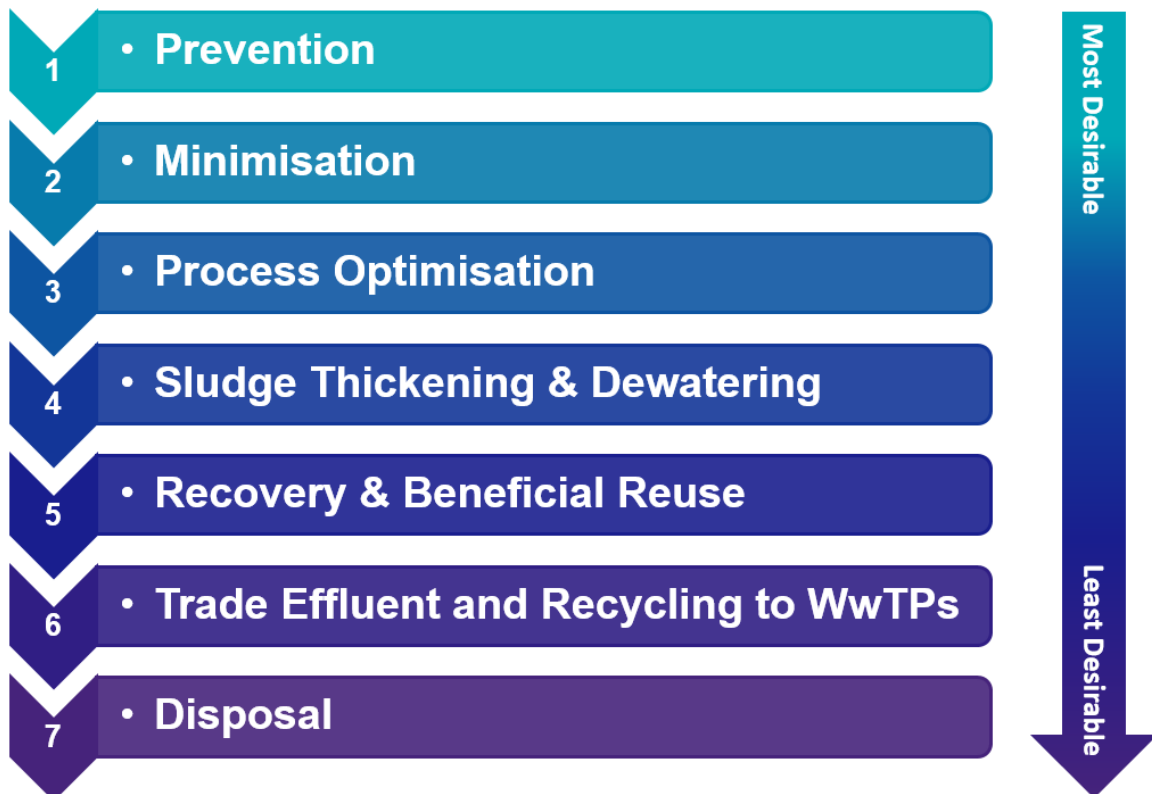 1
• Prevention
2
• Minimisation
3
• Process Optimisation
4
• Sludge Thickening & Dewatering
5
• Recovery & Beneficial Reuse
6
• Trade Effluent and Recycling to WwTPs
7
• Disposal
Most Desirable
Least Desirable